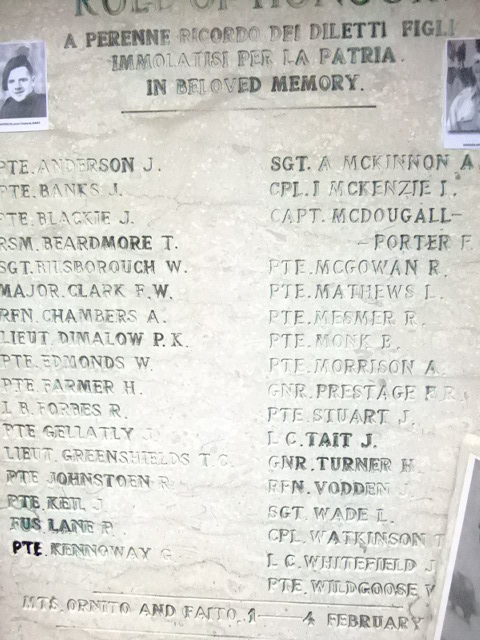 ROLL OF HONOUR
A PERENNE RICORDO DEI DILETTI FIGLI
IMMOLATISI PER LA PATRIA.
IN BELOVED MEMORY.
PTE. ANDERSON J.
PTE. BANKS J.
PTE. BLACKIE J.
RSM. BEARDMORE T.
SGT. BILSBOROUGH W.
MAJOR. CLARK F.W.
RFN. CHAMBERS A.
LIEUT. DIMALOW P.K.
PTE. EDMONDS W.
PTE. FARMER H.
L B. FORBES R.
PTE GELLATLY J
LIEUT. GREENSHIELDS T.C.
PTE JOHNSTOEN R
PTE. KEIL J
FUS LANE P.
PTE. KENNOWAY G
SGT. A MCKINNON A
CPL. I MCKENZIE I.
CAPT. MCDOUGALL-
-PORTER F.
PTE. MCGOWAN R.
PTE. MATHEWS L.
PTE. MESMER R.
PTE. MONK B.
PTE. MORRISON A.
GNR. PRESTAGE
PTE. STUART J.
L C. TAIT J.
GNR. TURNER H
RFN. VODDEN J
SGT. WADE L.
CPL. WATKINSON T
L C. WHITEFIELD J
PTE. WILDGOOSE
MTS. ORNITO AND FAITO, 1 — 4 FEBRUARY